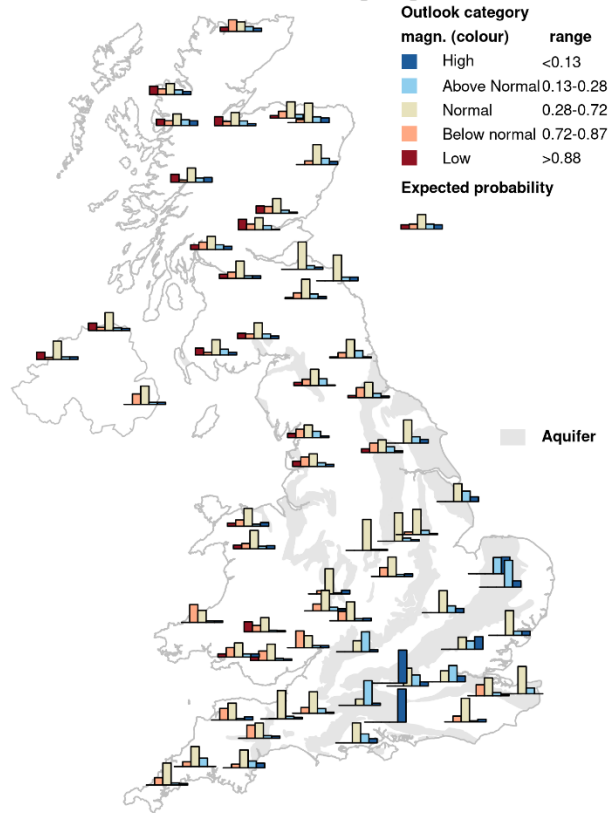 Outlook category
magn. (colour) range
High <0.13
Above Normal 0.13-0.28
Normal 0.28-0.72
Below normal 0.72-0.87
Low >0.88
Expected probability
Aquifer